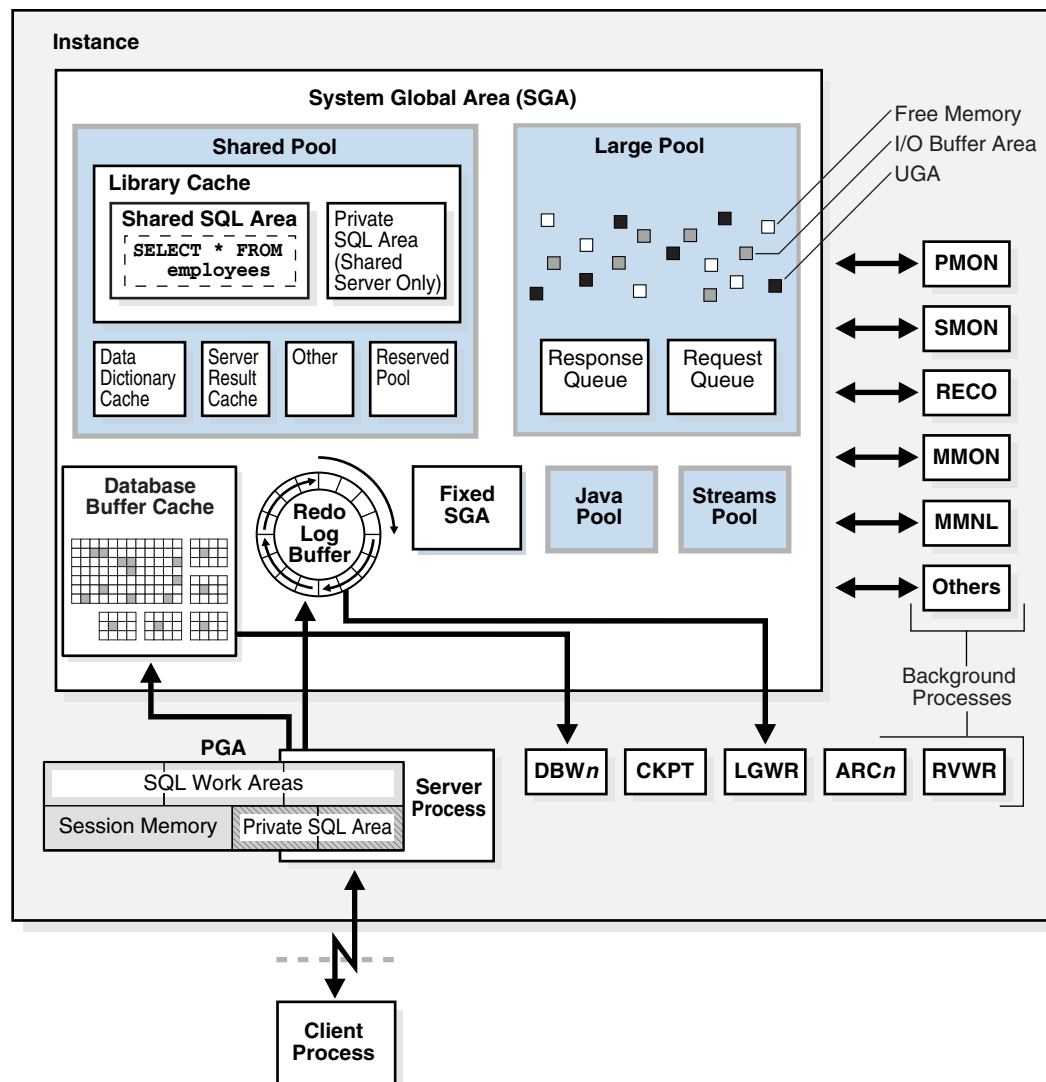 Instance
System Global Area (SGA)
Shared Pool
Library Cache
Shared SQL Area
SELECT * FROM
employees
Private
SQL Area
(Shared
Server Only)
Data
Dictionary
Cache
Server
Result
Cache
Other
Reserved
Pool
Large Pool
Response
Queue
Request
Queue
Free Memory
I/O Buffer Area
UGA
Database
Buffer Cache
Redo
Log
Buffer
Fixed
SGA
Java
Pool
Streams
Pool
PMON
SMON
RECO
MMON
MMNL
Others
Background
Processes
PGA
SQL Work Areas
Session Memory
Private SQL Area
Server
Process
DBWn
CKPT
LGWR
ARCn
RVWR
Client
Process